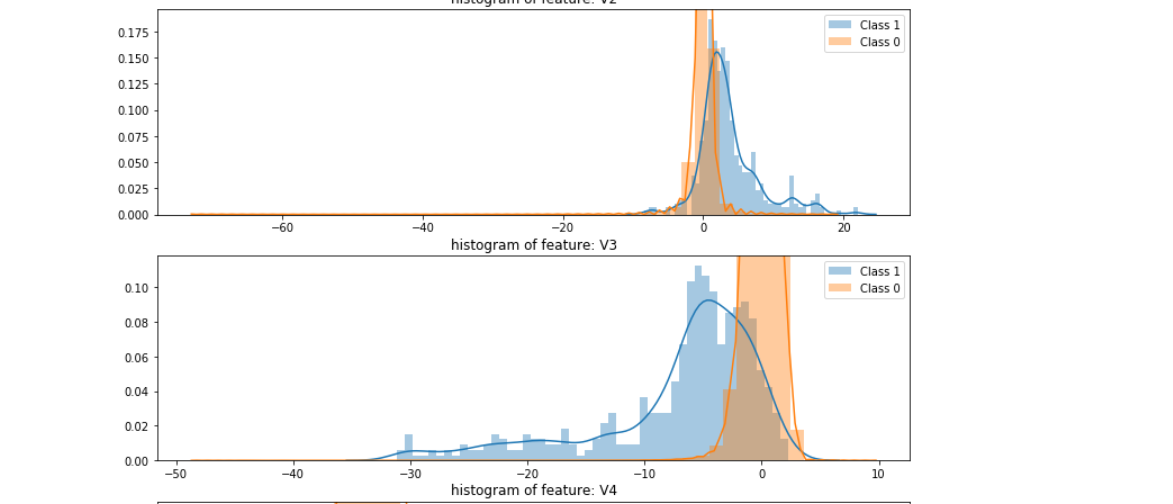 histogram of feature: V2
0.175
0.150
0.125
0.100
0.075
0.050
0.025
0.000
Class 1
Class 0
−60 −40 −20 0 20
histogram of feature: V3
0.10
0.08
0.06
0.04
0.02
0.00
Class 1
Class 0
−50 −40 −30 −20 −10 0 10
histogram of feature: V4